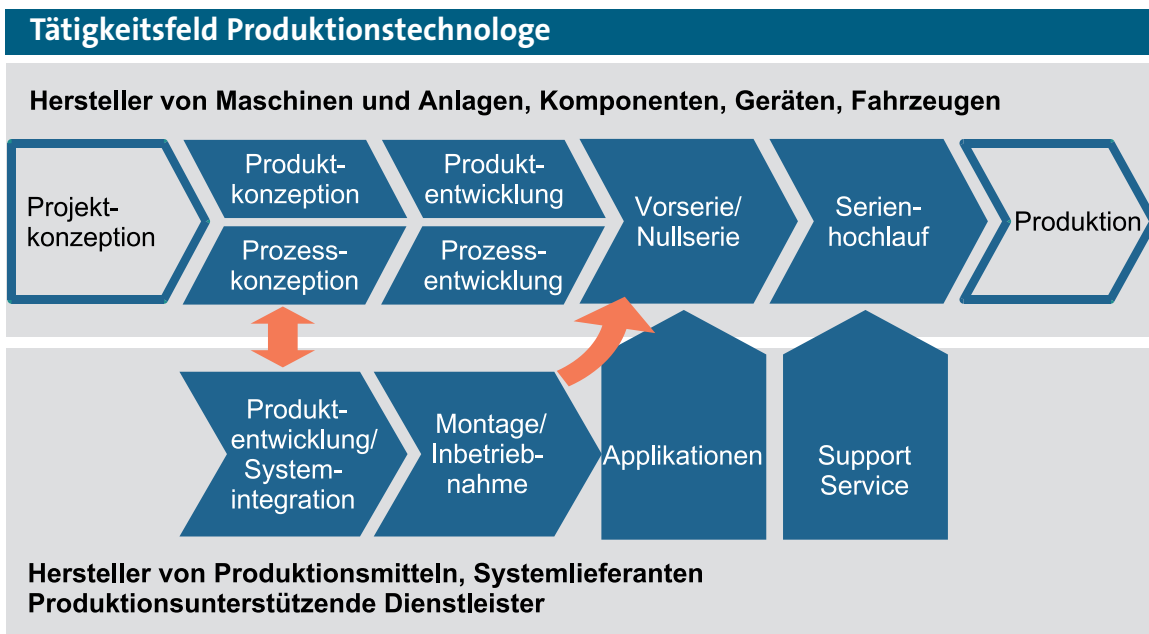 Tätigkeitsfeld Produktionstechnologe
Hersteller von Maschinen und Anlagen, Komponenten, Geräten, Fahrzeugen
Projekt-
konzeption
Produkt-
konzeption
Prozess-
konzeption
Produkt-
entwicklung
Prozess-
entwicklung
Vorserie/
Nullserie
Serien-
hochlauf
Produktion
Produkt-
entwicklung/
System-
integration
Montage/
Inbetrieb-
nahme
Applikationen
Support
Service
Hersteller von Produktionsmitteln, Systemlieferanten
Produktionsunterstützende Dienstleister